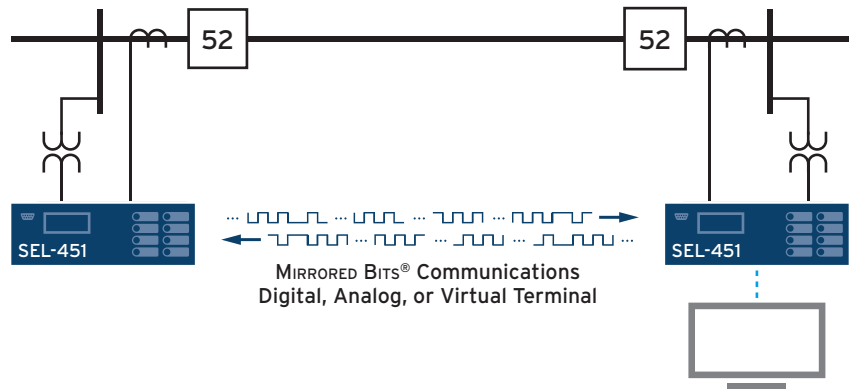 52
52
SEL-451
SEL-451
MIRRORED BITS® Communications
Digital, Analog, or Virtual Terminal